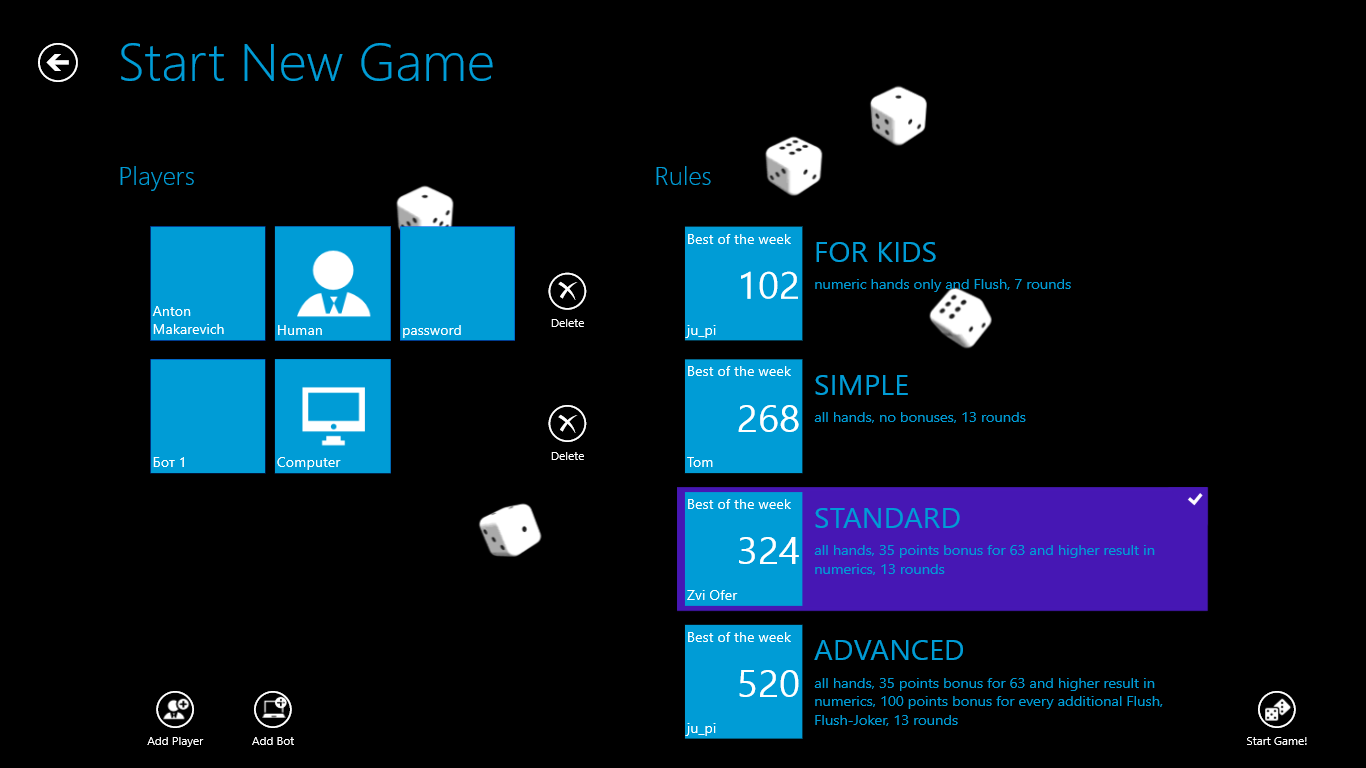 Start New Game
Players
Anton
Makarevich
Human
password
Delete
Бот 1
Computer
Delete
Add Player
Add Bot
Rules
Best of the week
102
ju_pi
FOR KIDS
numeric hands only and Flush, 7 rounds
Best of the week
268
Tom
SIMPLE
all hands, no bonuses, 13 rounds
Best of the week
324
Zvi Ofer
STANDARD
all hands, 35 points bonus for 63 and higher result in
numerics, 13 rounds
Best of the week
520
ju_pi
ADVANCED
all hands, 35 points bonus for 63 and higher result in
numerics, 100 points bonus for every additional Flush,
Flush-Joker, 13 rounds
Start Game!